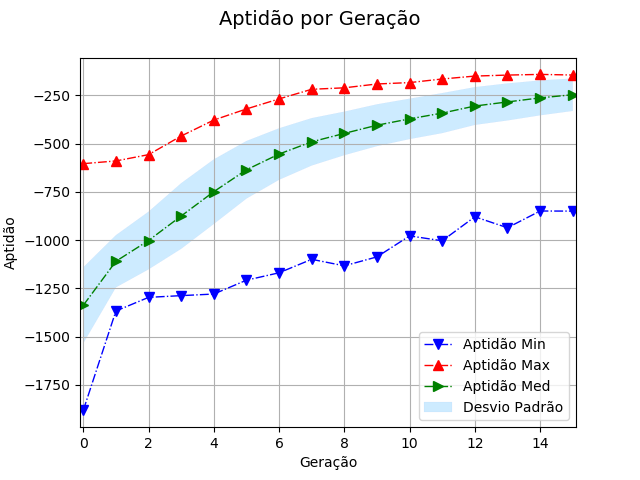 Aptidão por Geração
−250
−500
−750
−1000
−1250
−1500
−1750
Aptidão
0
2
4
6
8
10
12
14
Geração
Aptidão Min
Aptidão Max
Aptidão Med
Desvio Padrão